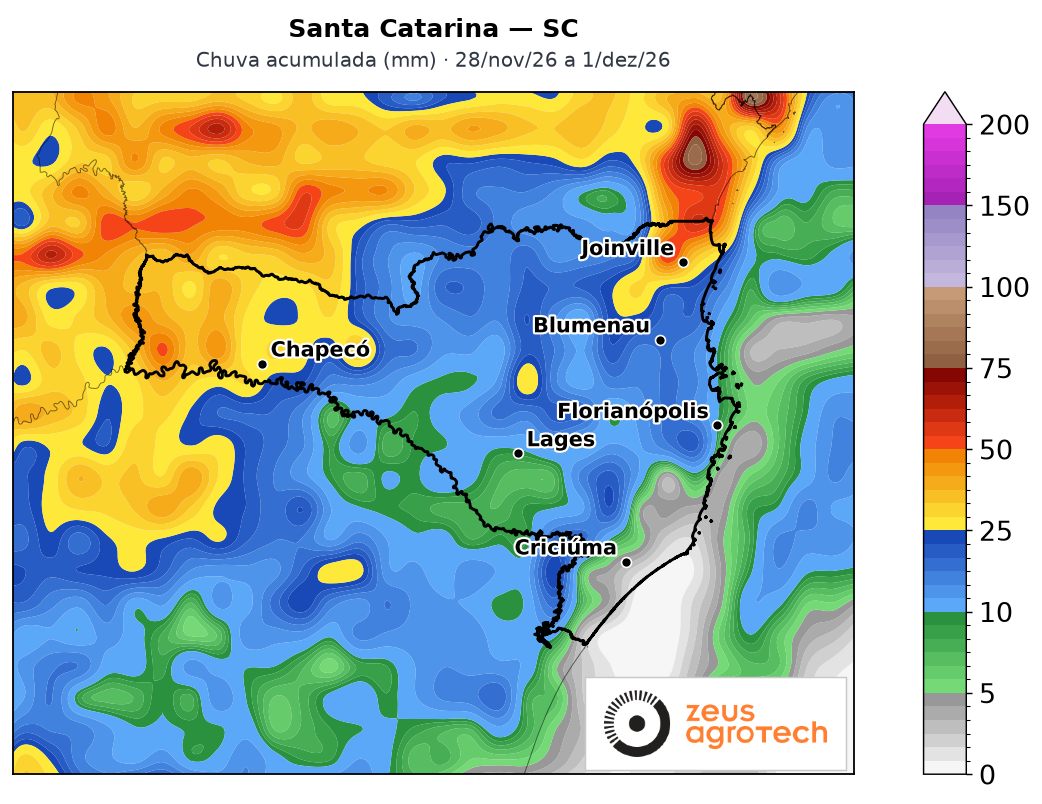 Santa Catarina — SC
Chuva acumulada (mm) · 28/nov/26 a 1/dez/26
Joinville
Blumenau
Chapecó
Florianópolis
Lages
Criciúma
200
150
100
75
50
25
10
5
0
zeus
agrotech